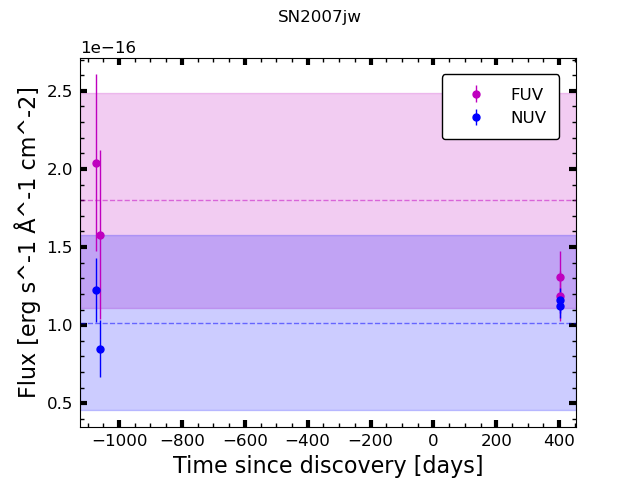 SN2007jw
1e−16
FUV
NUV
2.5
2.0
1.5
1.0
0.5
Flux [erg s^-1 Å^-1 cm^-2]
−1000 −800 −600 −400 −200 0 200 400
Time since discovery [days]